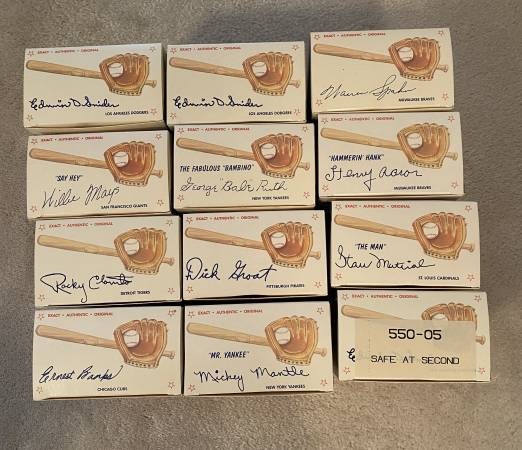 EXACT • AUTHENTIC • ORIGINAL
Edwin D Snider
LOS ANGELES DODGERS
EXACT • AUTHENTIC • ORIGINAL
Edwin D Snider
LOS ANGELES DODGERS
EXACT • AUTHENTIC • ORIGINAL
Warren Spahn
MILWAUKEE BRAVES
EXACT • AUTHENTIC • ORIGINAL
"SAY HEY"
Willie Mays
SAN FRANCISCO GIANTS
EXACT • AUTHENTIC • ORIGINAL
THE FABULOUS "BAMBINO"
George "Babe" Ruth
NEW YORK YANKEES
EXACT • AUTHENTIC • ORIGINAL
"HAMMERIN' HANK"
Henry Aaron
MILWAUKEE BRAVES
EXACT • AUTHENTIC • ORIGINAL
Rocky Colavito
DETROIT TIGERS
EXACT • AUTHENTIC • ORIGINAL
Dick Groat
PITTSBURGH PIRATES
EXACT • AUTHENTIC • ORIGINAL
"THE MAN"
Stan Musial
ST. LOUIS CARDINALS
EXACT • AUTHENTIC • ORIGINAL
Ernest Banks
CHICAGO CUBS
EXACT • AUTHENTIC • ORIGINAL
"MR. YANKEE"
Mickey Mantle
NEW YORK YANKEES
EXACT • AUTHENTIC • ORIGINAL
550-05
SAFE AT SECOND